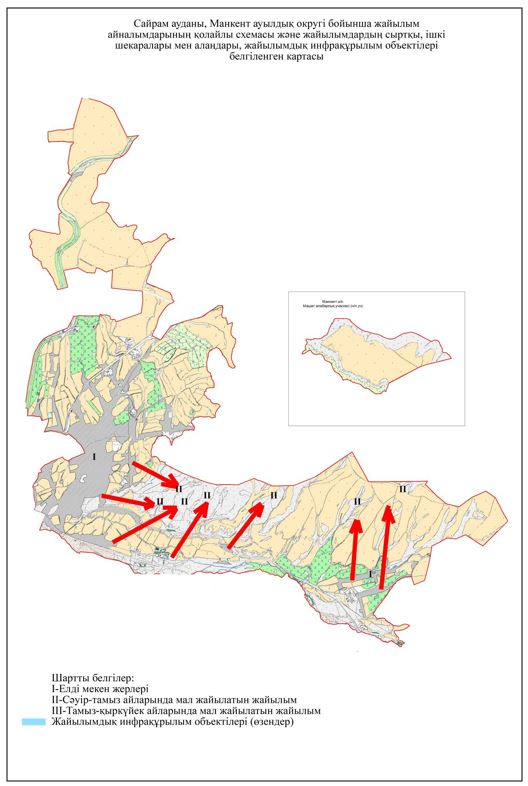 Сайрам ауданы, Манкент ауылдық округі бойынша жайылым
айналымдарының қолайлы схемасы және жайылымдардың сыртқы, ішкі
шекаралары мен алаңдары, жайылымдық инфрақұрылым объектілері
белгіленген картасы
Манкент а/о
I
II
II
II
II
II
II
II
I
Шартты белгілер:
I-Елді мекен жерлері
II-Сәуір-тамыз айларында мал жайылатын жайылым
III-Тамыз-қыркүйек айларында мал жайылатын жайылым
Жайылымдық инфрақұрылым объектілері (өзендер)